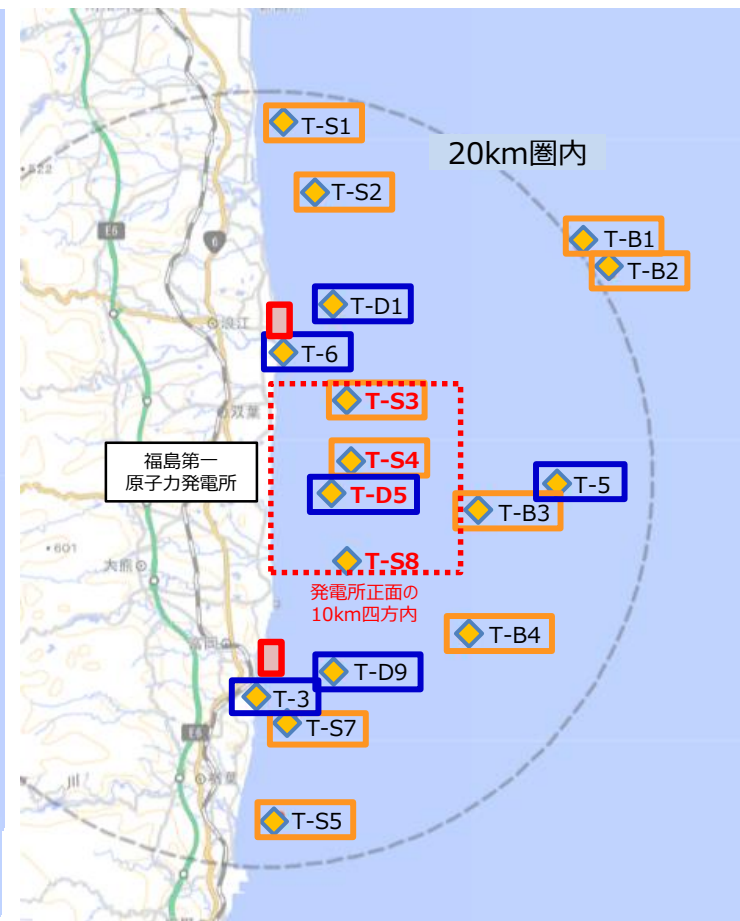 T-S1
20km圏内
・522
T-S2
E6
6
T-B1
T-B2
T-D1
浪江
T-6
双葉
T-S3
福島第一
原子力発電所
T-S4
T-D5
T-5
T-B3
・601
大熊
T-S8
発電所正面の
10km四方内
富岡
T-B4
T-D9
T-3
E6
T-S7
楢葉
T-S5